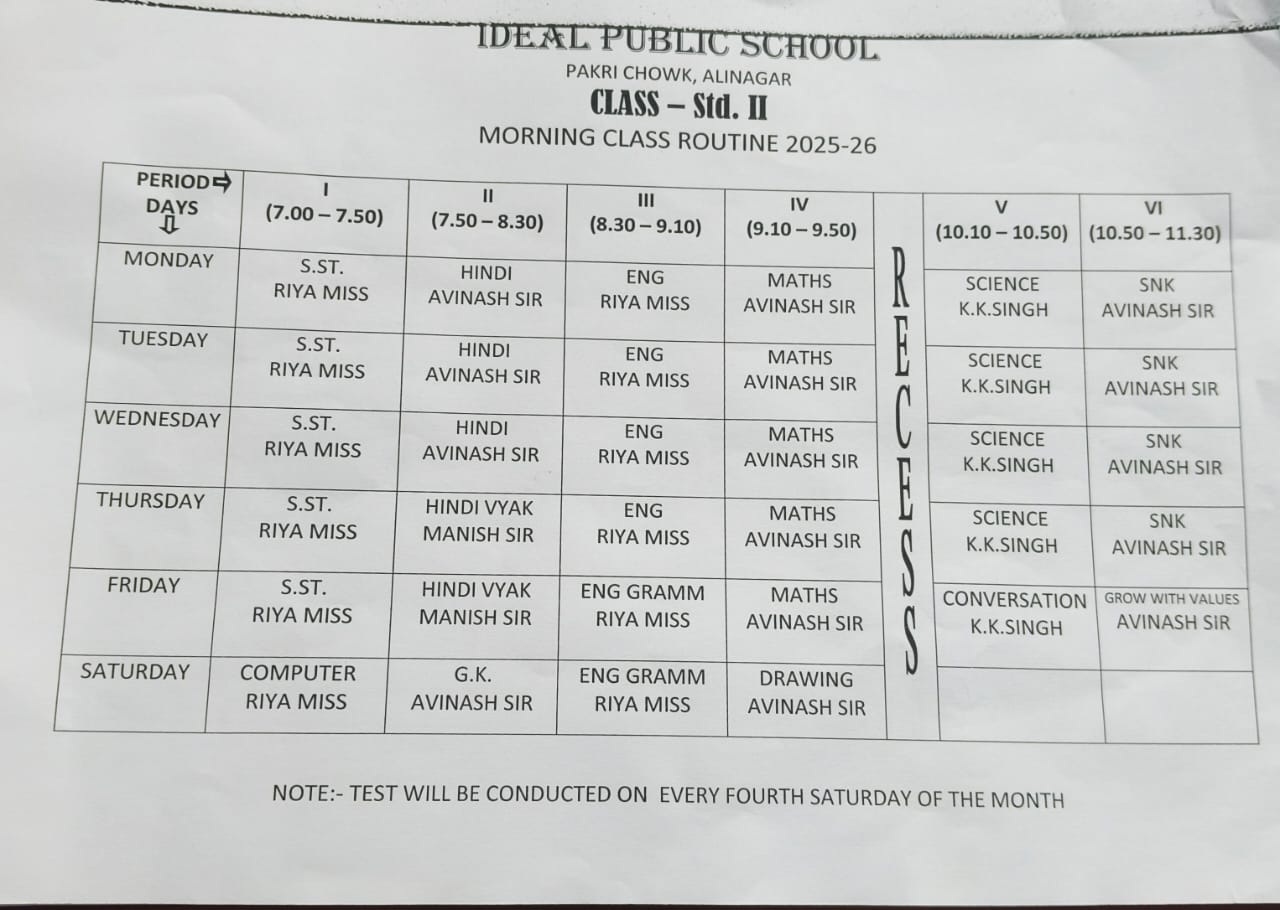 IDEAL PUBLIC SCHOOL
PAKRI CHOWK, ALINAGAR
CLASS – Std. II
MORNING CLASS ROUTINE 2025-26
PERIOD⇨ DAYS ⇩ I (7.00 – 7.50) II (7.50 – 8.30) III (8.30 – 9.10) IV (9.10 – 9.50) RECESS V (10.10 – 10.50) VI (10.50 – 11.30)
MONDAY S.ST. HINDI ENG MATHS SCIENCE SNK
RIYA MISS AVINASH SIR RIYA MISS AVINASH SIR K.K.SINGH AVINASH SIR
TUESDAY S.ST. HINDI ENG MATHS SCIENCE SNK
RIYA MISS AVINASH SIR RIYA MISS AVINASH SIR K.K.SINGH AVINASH SIR
WEDNESDAY S.ST. HINDI ENG MATHS SCIENCE SNK
RIYA MISS AVINASH SIR RIYA MISS AVINASH SIR K.K.SINGH AVINASH SIR
THURSDAY S.ST. HINDI VYAK ENG MATHS SCIENCE SNK
RIYA MISS MANISH SIR RIYA MISS AVINASH SIR K.K.SINGH AVINASH SIR
FRIDAY S.ST. HINDI VYAK ENG GRAMM MATHS CONVERSATION GROW WITH VALUES
RIYA MISS MANISH SIR RIYA MISS AVINASH SIR K.K.SINGH AVINASH SIR
SATURDAY COMPUTER G.K. ENG GRAMM DRAWING
RIYA MISS AVINASH SIR RIYA MISS AVINASH SIR
NOTE:- TEST WILL BE CONDUCTED ON EVERY FOURTH SATURDAY OF THE MONTH